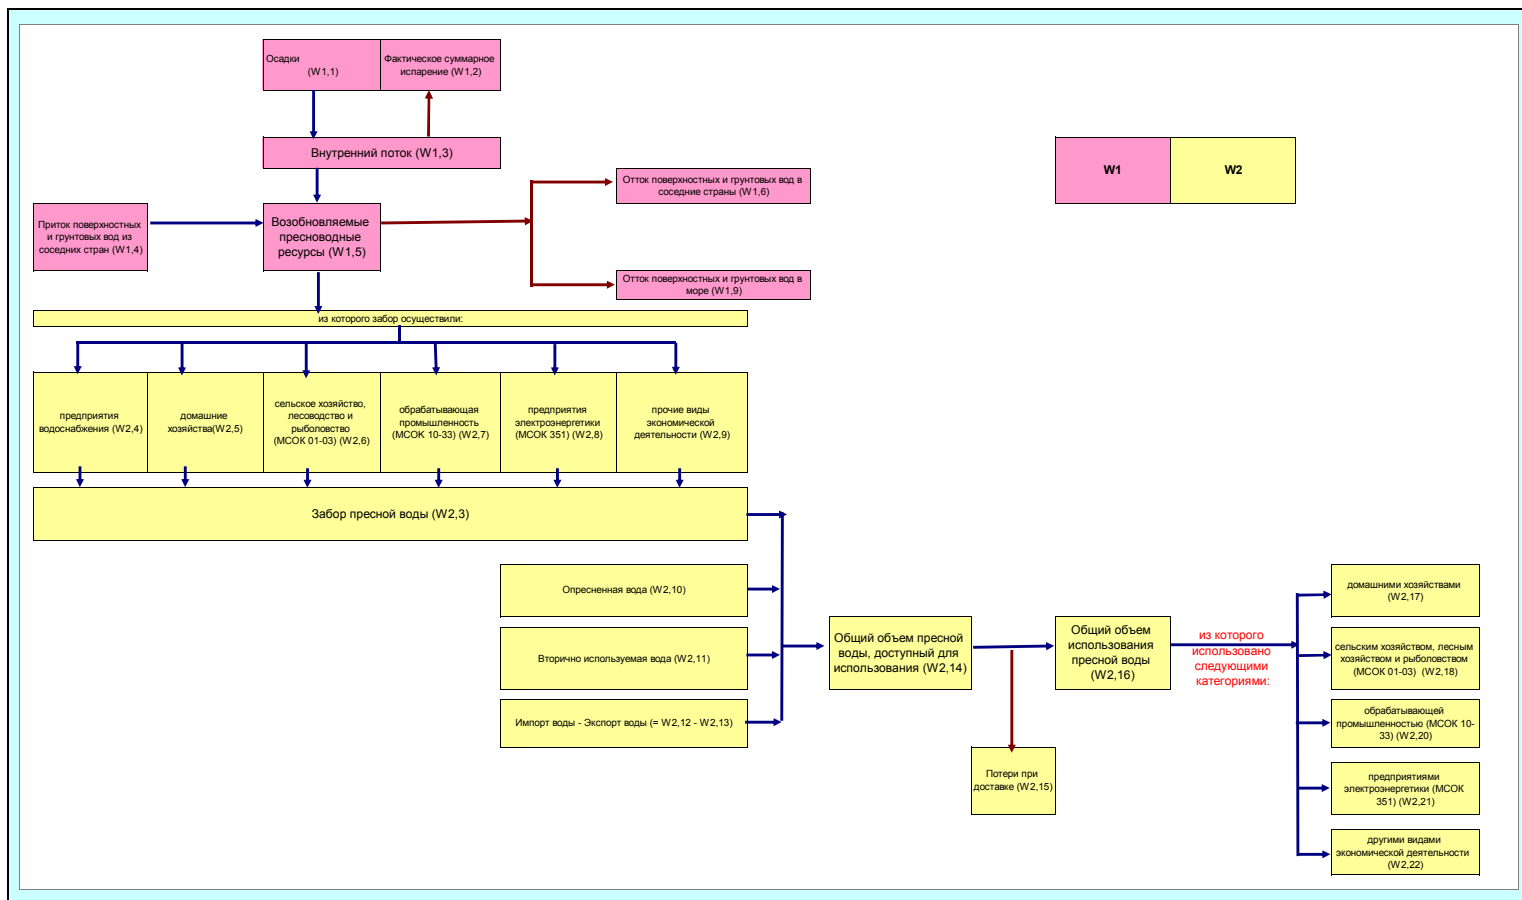 Осадки
(W1,1)
Фактическое суммарное
испарение (W1,2)
Внутренний поток (W1,3)
W1
W2
Отток поверхностных и грунтовых вод в
соседние страны (W1,6)
Приток поверхностных
и грунтовых вод из
соседних стран (W1,4)
Возобновляемые
пресноводные
ресурсы (W1,5)
Отток поверхностных и грунтовых вод в
море (W1,9)
из которого забор осуществили:
предприятия
водоснабжения (W2,4)
домашние
хозяйства(W2,5)
сельское хозяйство,
лесоводство и
рыболовство
(МСОК 01-03) (W2,6)
обрабатывающая
промышленность
(МСОК 10-33) (W2,7)
предприятия
электроэнергетики
(МСОК 351) (W2,8)
прочие виды
экономической
деятельности (W2,9)
Забор пресной воды (W2,3)
Опресненная вода (W2,10)
Вторично используемая вода (W2,11)
Импорт воды - Экспорт воды (= W2,12 - W2,13)
Общий объем пресной
воды, доступный для
использования (W2,14)
Потери при
доставке (W2,15)
Общий объем
использования
пресной воды
(W2,16)
из которого
использовано
следующими
категориями:
домашними хозяйствами
(W2,17)
сельским хозяйством, лесным
хозяйством и рыболовством
(МСОК 01-03)  (W2,18)
обрабатывающей
промышленностью (МСОК 10-
33) (W2,20)
предприятиями
электроэнергетики (МСОК
351) (W2,21)
другими видами
экономической деятельности
(W2,22)